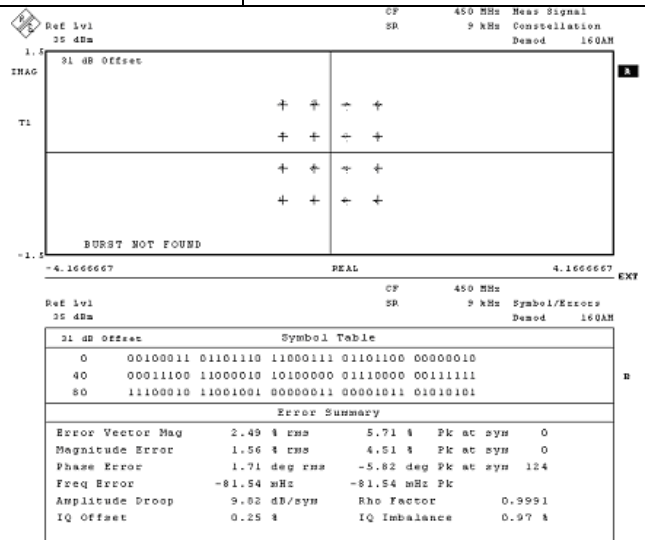 CF 450 MHz Meas Signal
Ref Lvl SR 9 kHz Constellation
35 dBm Demod 16QAM
1.5
31 dB Offset
IMAG
A
T1
BURST NOT FOUND
-1.5
-4.1666667 REAL 4.1666667
EXT
CF 450 MHz
Ref Lvl SR 9 kHz Symbol/Errors
35 dBm Demod 16QAM
31 dB Offset Symbol Table
0 00100011 01101110 11000111 01101100 00000010
40 00011100 11000010 10100000 01110000 00111111
80 11100010 11001001 00000011 00001011 01010101
B
Error Summary
Error Vector Mag 2.49 % rms 5.71 % Pk at sym 0
Magnitude Error 1.56 % rms 4.51 % Pk at sym 0
Phase Error 1.71 deg rms -5.82 deg Pk at sym 124
Freq Error -81.54 mHz -81.54 mHz Pk
Amplitude Droop 9.82 dB/sym Rho Factor 0.9991
IQ Offset 0.25 % IQ Imbalance 0.97 %